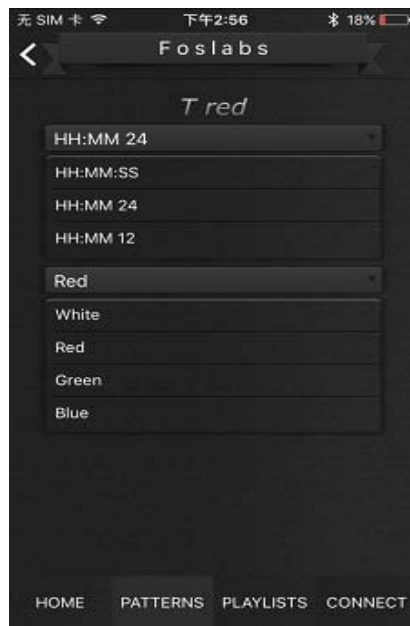 无 SIM 卡 下午2:56 18%
Foslabs
T red
HH:MM 24
HH:MM:SS
HH:MM 24
HH:MM 12
Red
White
Red
Green
Blue
HOME PATTERNS PLAYLISTS CONNECT